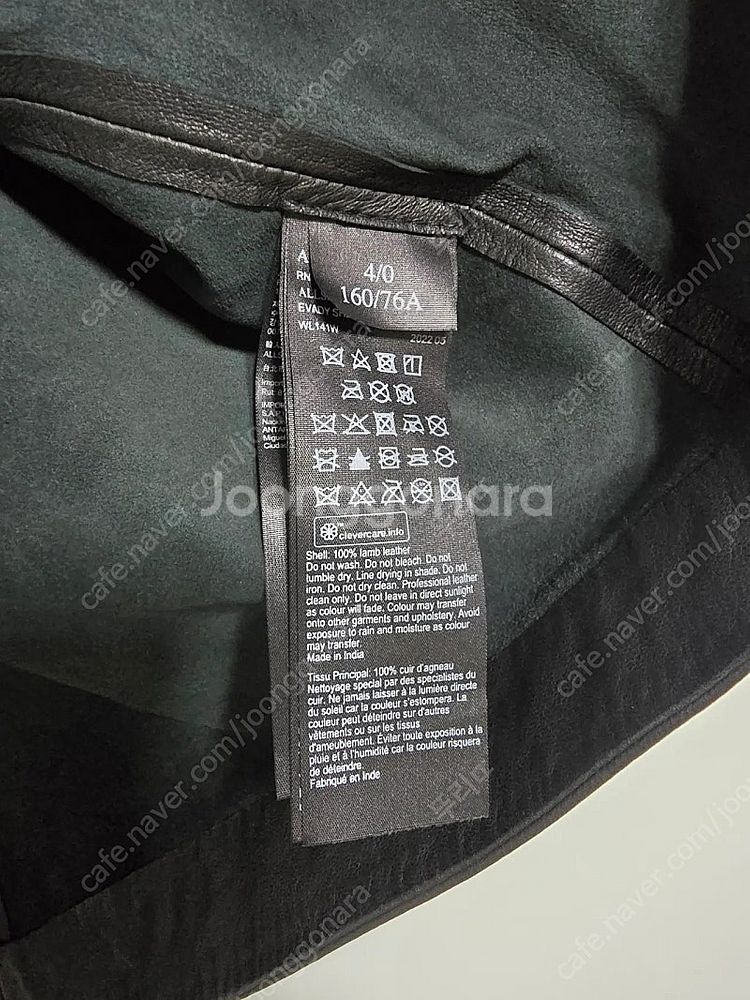 4/0
160/76A
RN
ALL
EVADY
WL141W
2022 05
clevercare.info
Shell: 100% lamb leather
Do not wash. Do not bleach. Do not
tumble dry. Line drying in shade. Do not
iron. Do not dry clean. Professional leather
clean only. Do not leave in direct sunlight
as colour will fade. Colour may transfer
onto other garments and upholstery. Avoid
exposure to rain and moisture as colour
may transfer.
Made in India
Tissu Principal: 100% cuir d'agneau
Nettoyage special par des specialistes du
cuir. Ne jamais laisser à la lumière directe
du soleil car la couleur s'estompera. La
couleur peut déteindre sur d'autres
vêtements ou sur les tissus
d'ameublement. Éviter toute exposition à la
pluie et à l'humidité car la couleur risquera
de déteindre.
Fabriqué en Inde
Joonggonara
cafe.naver.com/joonggonara